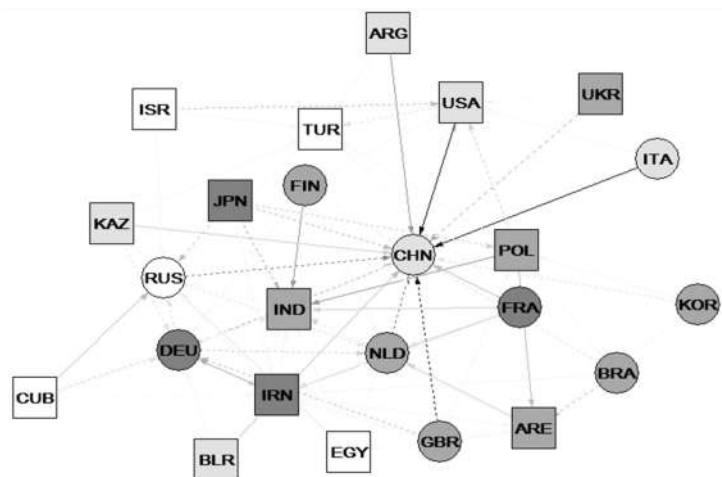 ARG
USA
UKR
ISR
TUR
ITA
FIN
JPN
KAZ
CHN
POL
RUS
IND
FRA
KOR
DEU
NLD
BRA
CUB
IRN
ARE
GBR
EGY
BLR